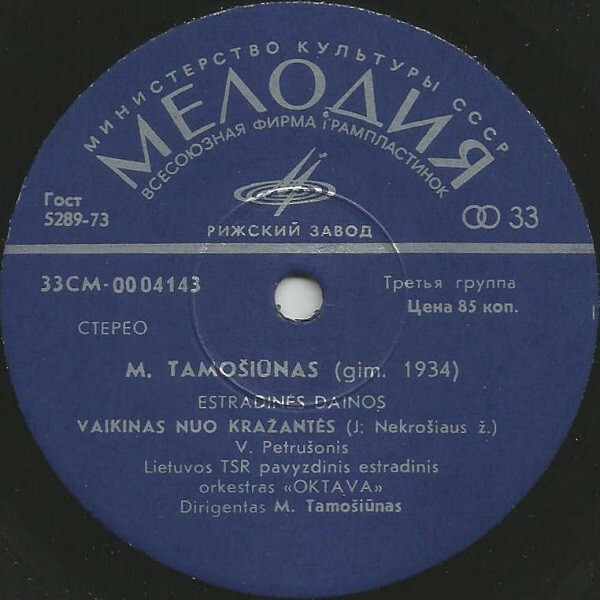 МИНИСТЕРСТВО КУЛЬТУРЫ СССР
МЕЛОДИЯ
ВСЕСОЮЗНАЯ ФИРМА ГРАМПЛАСТИНОК
Гост
5289-73
33
РИЖСКИЙ ЗАВОД
33СМ-0004143
Третья группа
Цена 85 коп.
СТЕРЕО
M. TAMOŠIŪNAS (gim. 1934)
ESTRADINĖS DAINOS
VAIKINAS NUO KRAŽANTĖS (J. Nekrošiaus ž.)
V. Petrušonis
Lietuvos TSR pavyzdinis estradinis
orkestras «OKTAVA»
Dirigentas M. Tamošiūnas